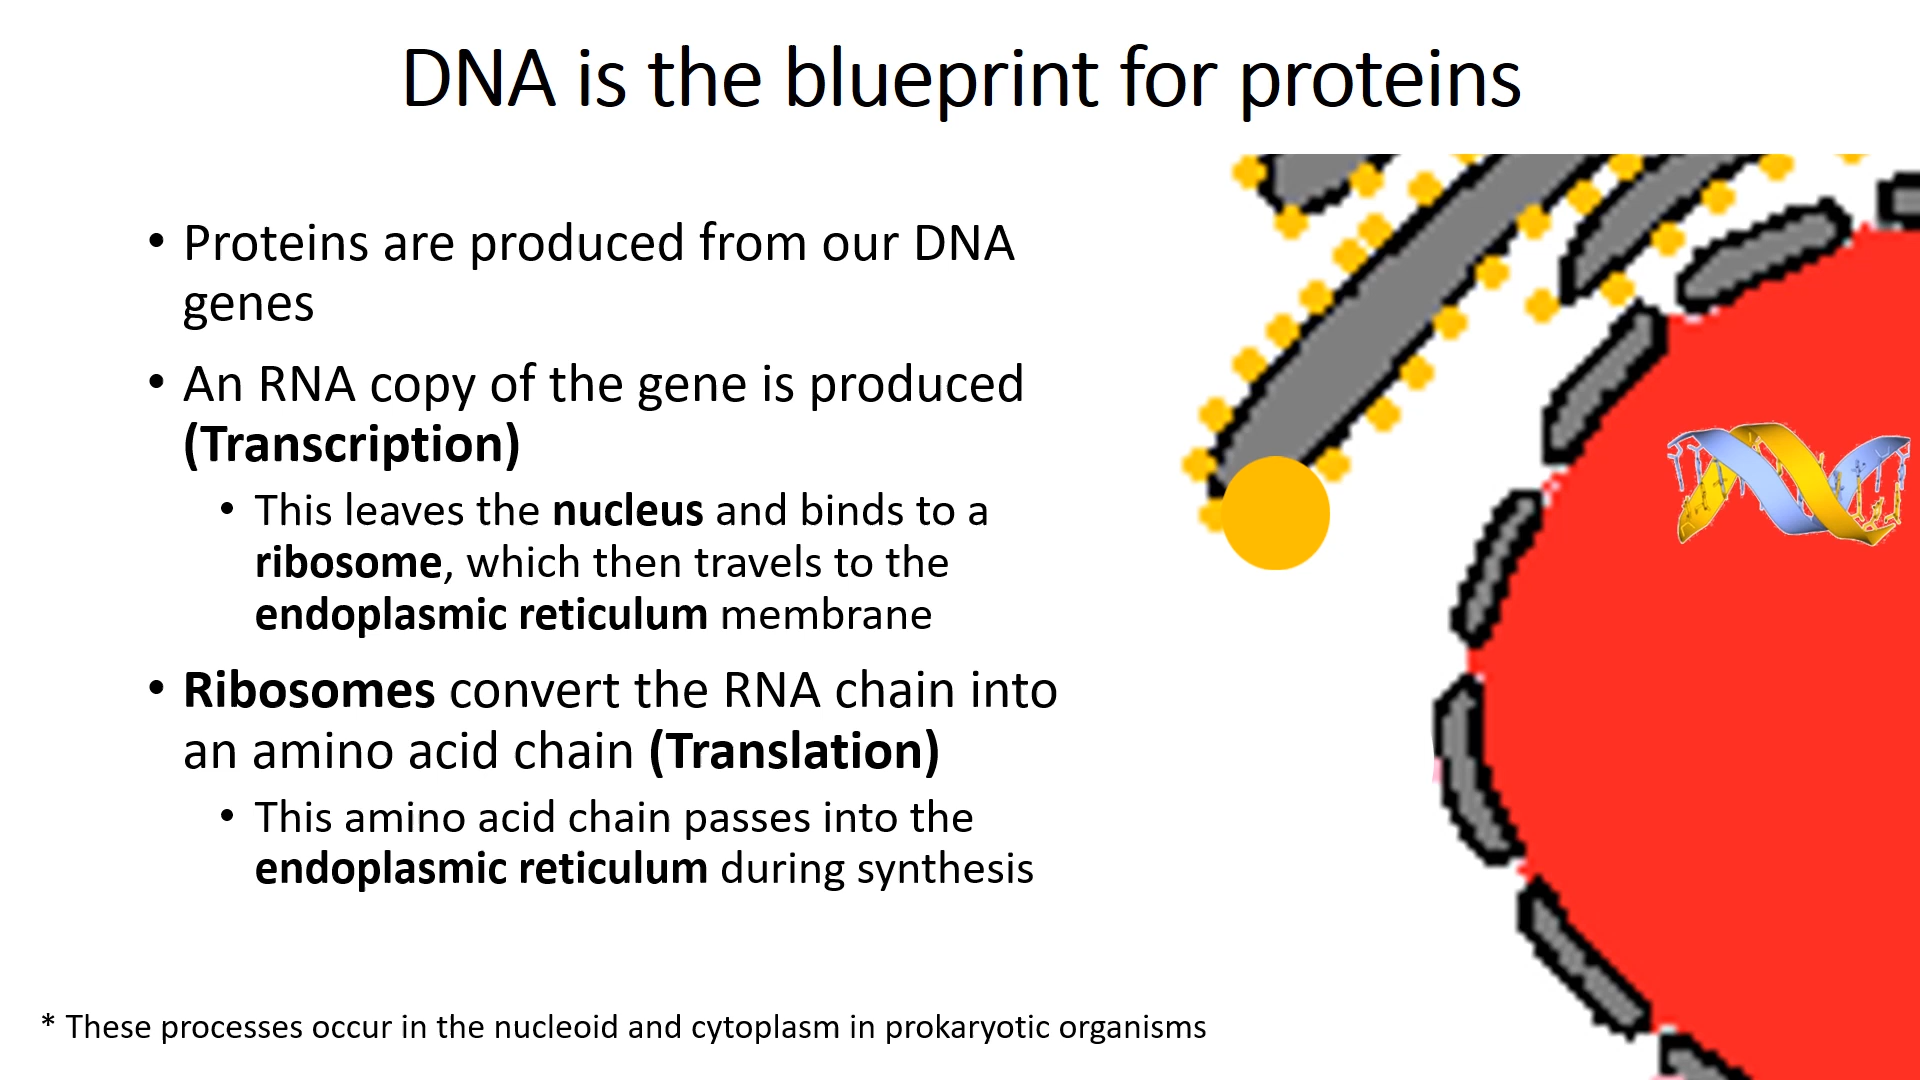 DNA is the blueprint for proteins
• Proteins are produced from our DNA
genes
• An RNA copy of the gene is produced
(Transcription)
• This leaves the nucleus and binds to a
ribosome, which then travels to the
endoplasmic reticulum membrane
• Ribosomes convert the RNA chain into
an amino acid chain (Translation)
• This amino acid chain passes into the
endoplasmic reticulum during synthesis
* These processes occur in the nucleoid and cytoplasm in prokaryotic organisms